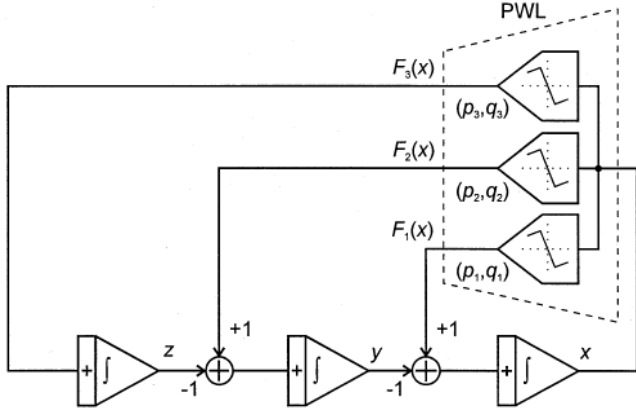 PWL
F₃(x)
(p₃,q₃)
F₂(x)
(p₂,q₂)
F₁(x)
(p₁,q₁)
+1
+1
+ ∫
z
-1
+
+ ∫
y
-1
+
+ ∫
x